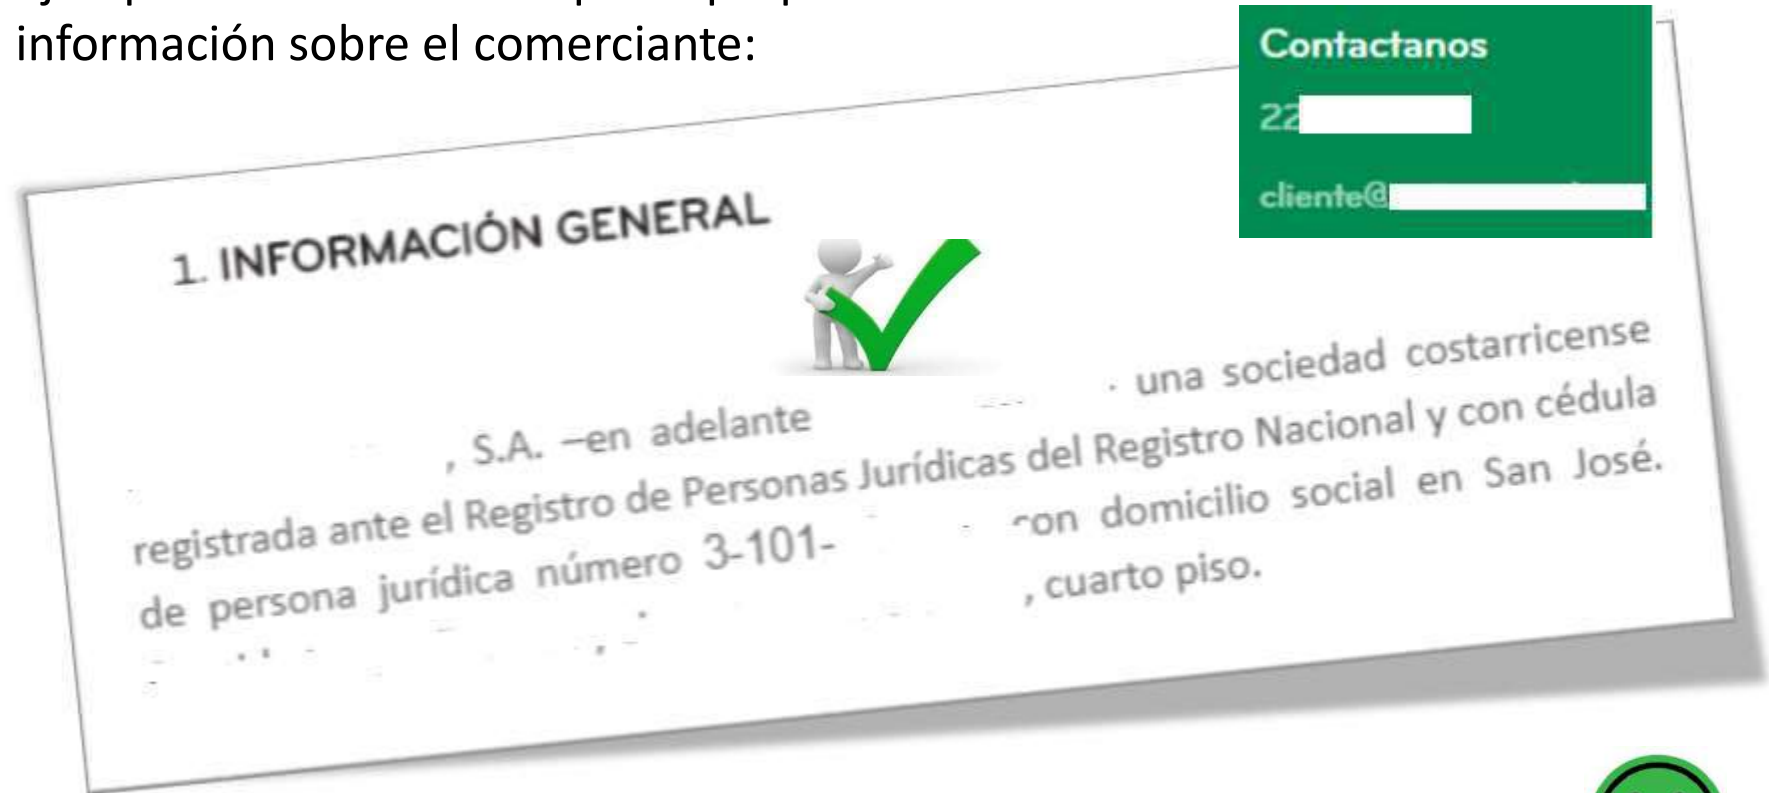 información sobre el comerciante:
Contactanos
22
cliente@
1. INFORMACIÓN GENERAL
, S.A. –en adelante una sociedad costarricense
registrada ante el Registro de Personas Jurídicas del Registro Nacional y con cédula
de persona jurídica número 3-101- con domicilio social en San José.
, cuarto piso.